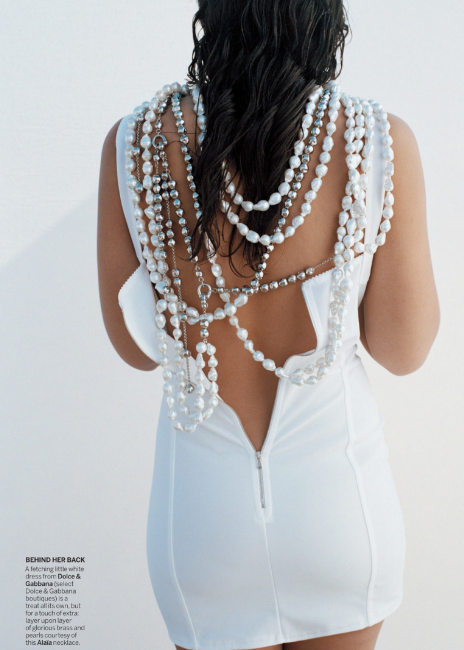 BEHIND HER BACK
A fetching little white
dress from Dolce &
Gabbana (select
Dolce & Gabbana
boutiques) is a
treat all its own, but
for a touch of extra:
layer upon layer
of glorious brass and
pearls courtesy of
this Alaïa necklace.